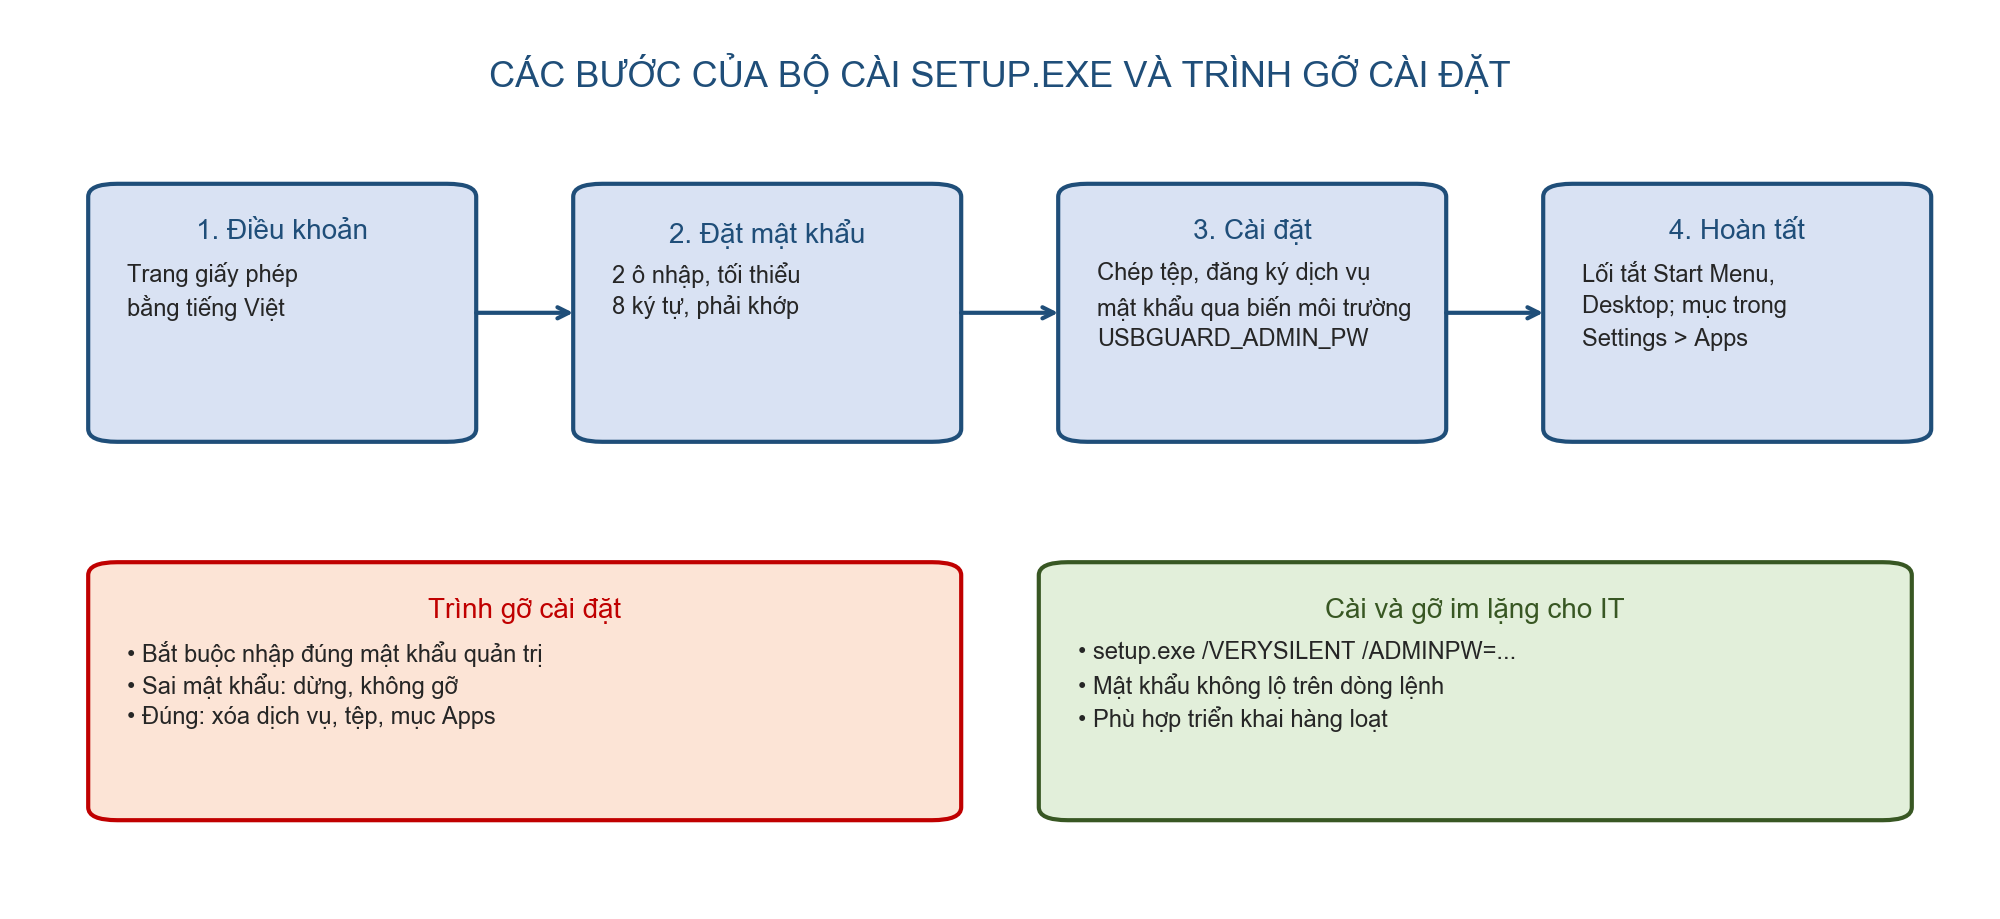 CÁC BƯỚC CỦA BỘ CÀI SETUP.EXE VÀ TRÌNH GỠ CÀI ĐẶT
1. Điều khoản
Trang giấy phép
bằng tiếng Việt
2. Đặt mật khẩu
2 ô nhập, tối thiểu
8 ký tự, phải khớp
3. Cài đặt
Chép tệp, đăng ký dịch vụ
mật khẩu qua biến môi trường
USBGUARD_ADMIN_PW
4. Hoàn tất
Lối tắt Start Menu,
Desktop; mục trong
Settings > Apps
Trình gỡ cài đặt
• Bắt buộc nhập đúng mật khẩu quản trị
• Sai mật khẩu: dừng, không gỡ
• Đúng: xóa dịch vụ, tệp, mục Apps
Cài và gỡ im lặng cho IT
• setup.exe /VERYSILENT /ADMINPW=...
• Mật khẩu không lộ trên dòng lệnh
• Phù hợp triển khai hàng loạt